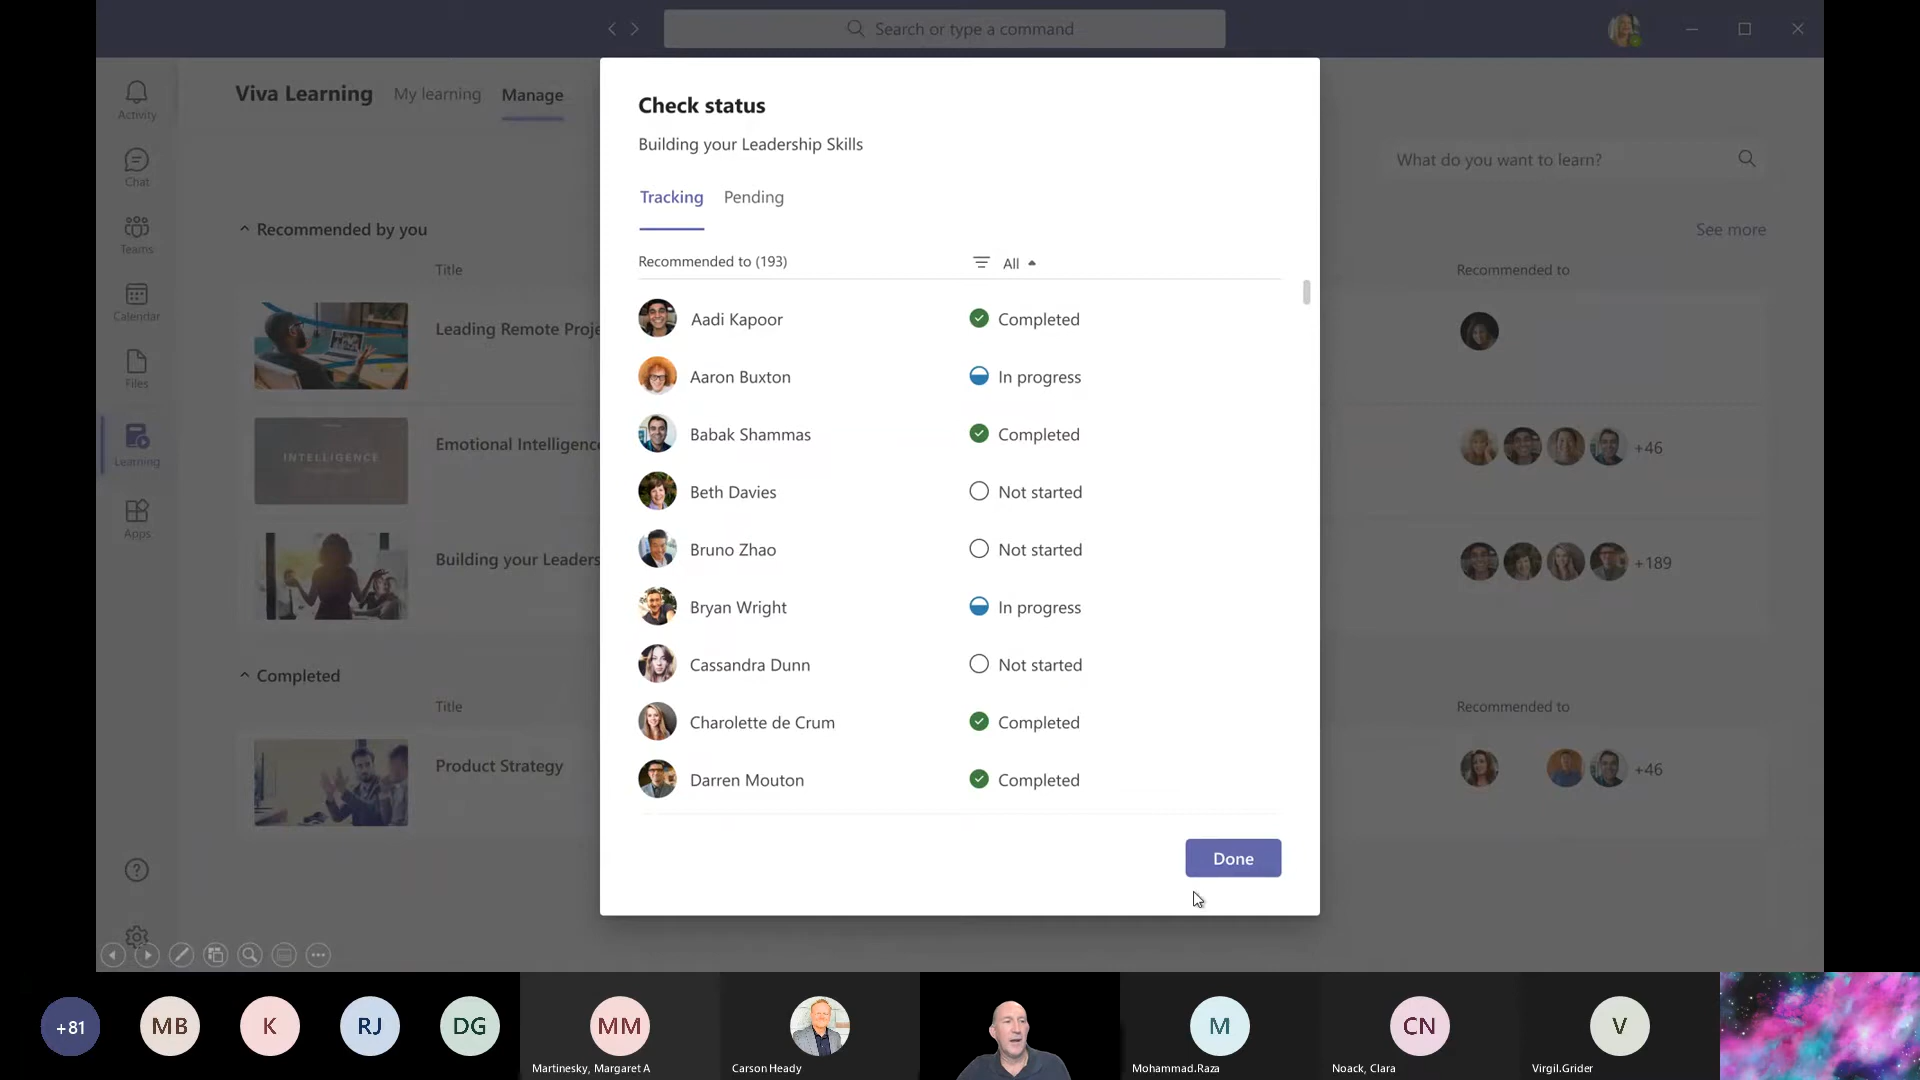 Search or type a command
Activity
Chat
Teams
Calendar
Files
Learning
Apps
Viva Learning
My learning
Manage
What do you want to learn?
Recommended by you
See more
Title
Recommended to
Leading Remote Proje
Emotional Intelligence
INTELLIGENCE
+46
Building your Leaders
+189
Completed
Title
Recommended to
Product Strategy
+46
Check status
Building your Leadership Skills
Tracking
Pending
Recommended to (193)
All
Aadi Kapoor
Completed
Aaron Buxton
In progress
Babak Shammas
Completed
Beth Davies
Not started
Bruno Zhao
Not started
Bryan Wright
In progress
Cassandra Dunn
Not started
Charolette de Crum
Completed
Darren Mouton
Completed
Done
+81
MB
K
RJ
DG
MM
Martinesky, Margaret A
Carson Heady
M
Mohammad.Raza
CN
Noack, Clara
V
Virgil.Grider